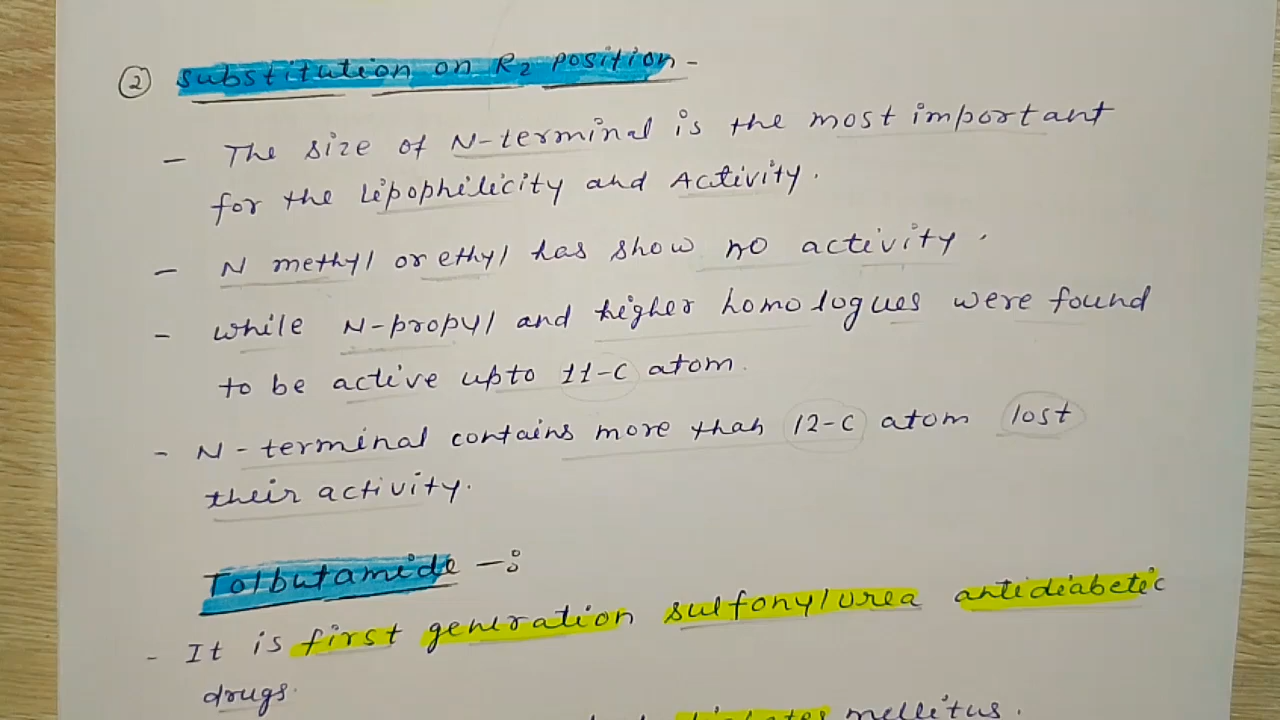 ② Substitution on R₂ position -
- The size of N-terminal is the most important
for the lipophilicity and Activity.
- N methyl or ethyl has show no activity.
- while N-propyl and higher homologues were found
to be active upto 11-C atom.
- N-terminal contains more than 12-C atom lost
their activity.
Tolbutamide -:
- It is first generation sulfonylurea antidiabetic
drugs.
mellitus.